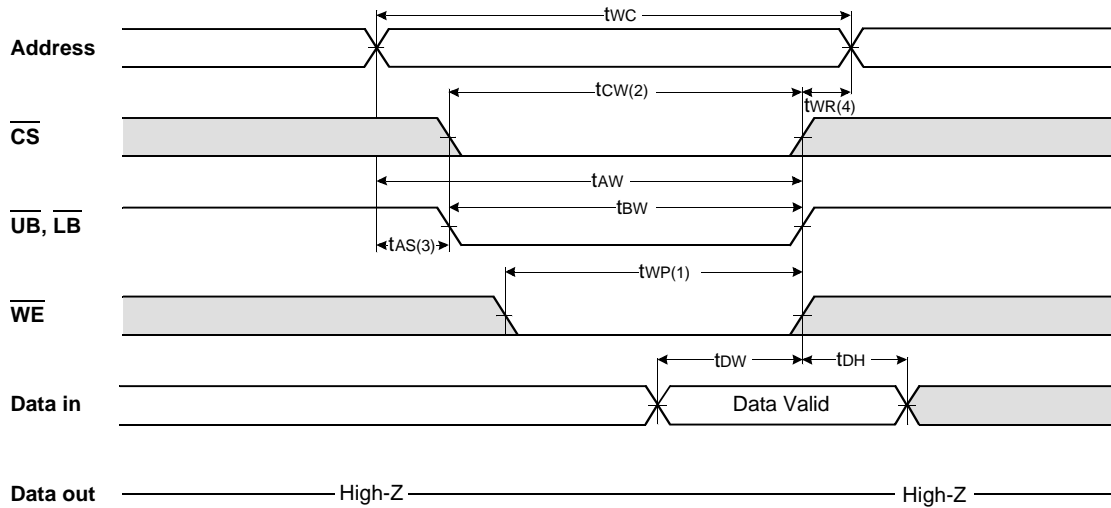 tWC
Address
tCW(2)
tWR(4)
CS
tAW
UB, LB
tBW
tAS(3)
tWP(1)
WE
tDW
tDH
Data in
Data Valid
Data out
High-Z
High-Z